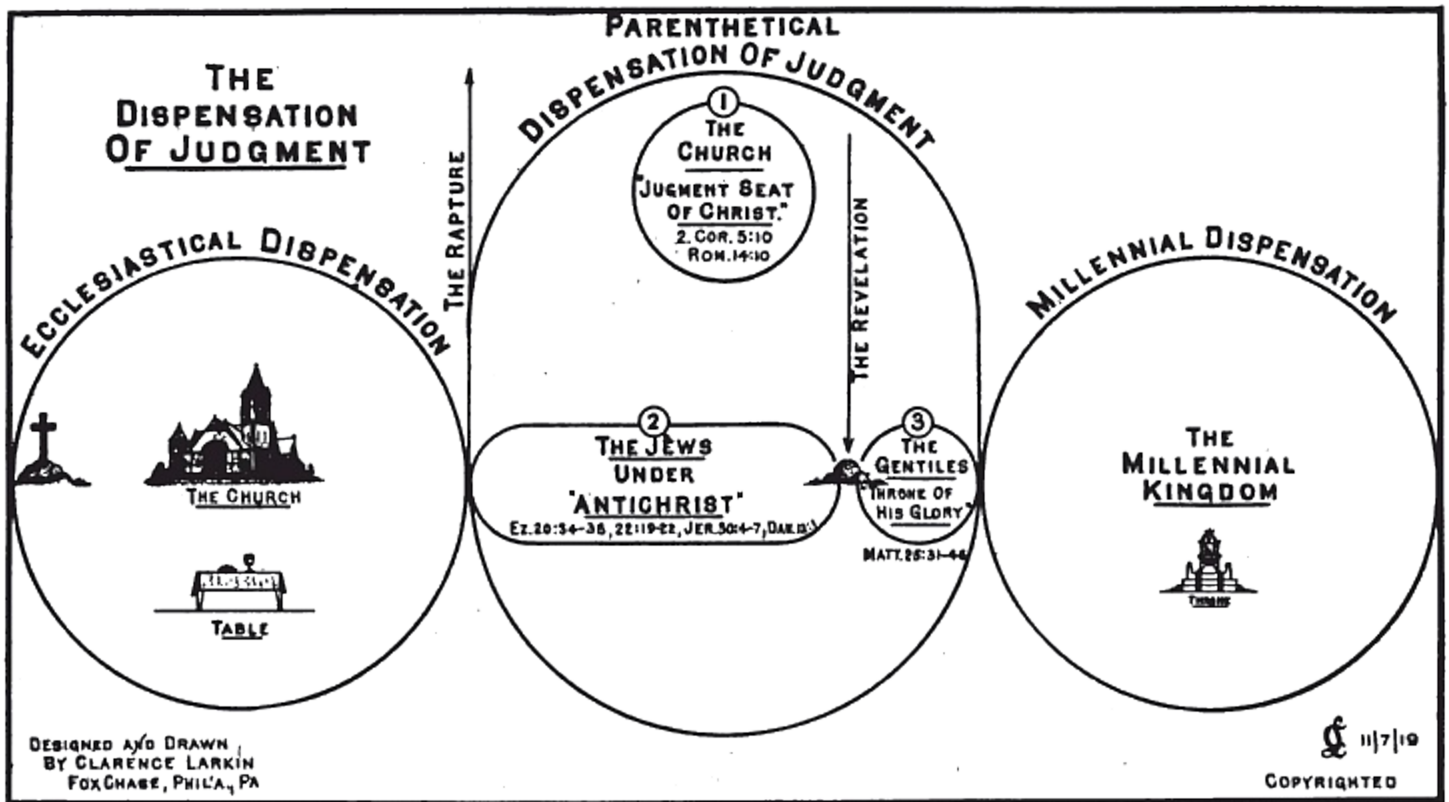 THE
DISPENSATION
OF JUDGMENT
PARENTHETICAL
DISPENSATION OF JUDGMENT
ECCLESIASTICAL DISPENSATION
THE CHURCH
TABLE
THE RAPTURE
1
THE
CHURCH
"JUGMENT SEAT
OF CHRIST."
2. COR. 5:10
ROM. 14:10
THE REVELATION
2
THE JEWS
UNDER
"ANTICHRIST"
EZ. 20:34-38, 22:19-22, JER. 30:4-7, DAN.
3
THE
GENTILES
"THRONE OF
HIS GLORY"
MATT. 25:31-46
MILLENNIAL DISPENSATION
THE
MILLENNIAL
KINGDOM
THRONE
DESIGNED AND DRAWN
BY CLARENCE LARKIN
FOX CHASE, PHIL'A., PA
CL 11/7/19
COPYRIGHTED